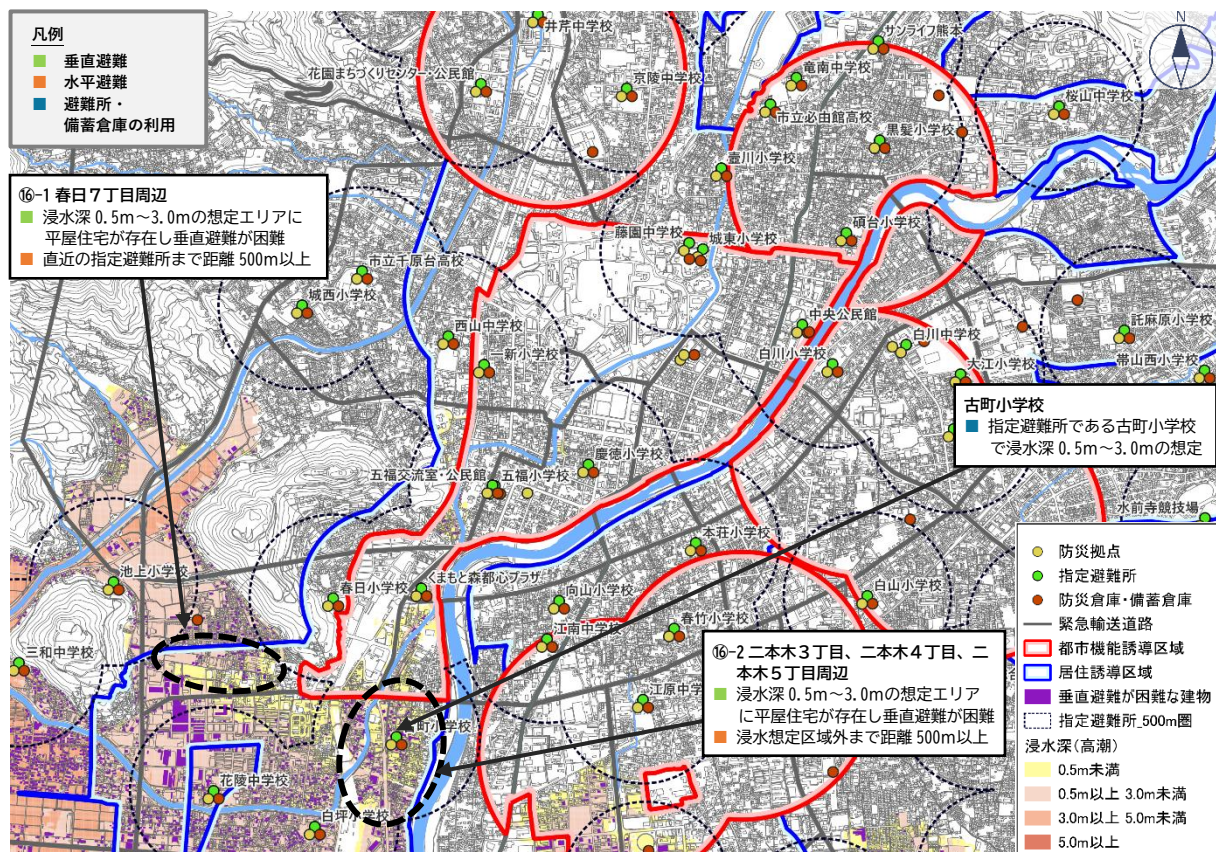 凡例
垂直避難
水平避難
避難所・
備蓄倉庫の利用
N
井芹中学校
サンライフ熊本
花園まちづくりセンター・公民館
京陵中学校
竜南中学校
市立必由館高校
桜山中学校
黒髪小学校
壺川小学校
⑯-1 春日7丁目周辺
浸水深 0.5m～3.0mの想定エリアに
平屋住宅が存在し垂直避難が困難
直近の指定避難所まで距離 500m以上
藤園中学校
城東小学校
碩台小学校
市立千原台高校
城西小学校
中央公民館
西山中学校
一新小学校
白川小学校
白川中学校
託麻原小学校
大江小学校
帯山西小学校
古町小学校
指定避難所である古町小学校
で浸水深 0.5m～3.0mの想定
慶徳小学校
五福交流室・公民館
五福小学校
水前寺競技場
本荘小学校
池上小学校
春日小学校
くまもと森都心プラザ
向山小学校
白山小学校
春竹小学校
江南中学校
三和中学校
⑯-2 二本木3丁目、二本木4丁目、二
本木5丁目周辺
浸水深 0.5m～3.0mの想定エリア
に平屋住宅が存在し垂直避難が困難
浸水想定区域外まで距離 500m以上
江原中学
町小学校
花陵中学校
白坪小学校
防災拠点
指定避難所
防災倉庫・備蓄倉庫
緊急輸送道路
都市機能誘導区域
居住誘導区域
垂直避難が困難な建物
指定避難所_500m圏
浸水深(高潮)
0.5m未満
0.5m以上 3.0m未満
3.0m以上 5.0m未満
5.0m以上